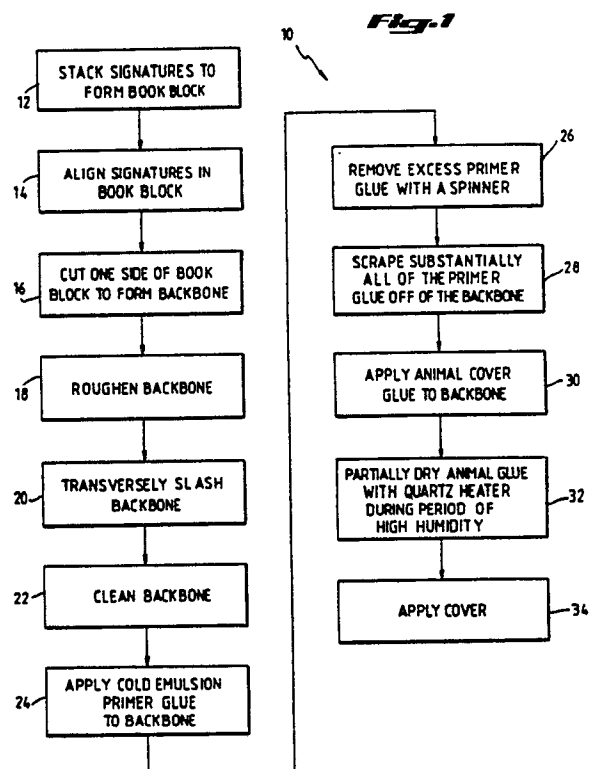 Fig.1
10
STACK SIGNATURES TO
FORM BOOK BLOCK
12
ALIGN SIGNATURES IN
BOOK BLOCK
14
CUT ONE SIDE OF BOOK
BLOCK TO FORM BACKBONE
16
ROUGHEN BACKBONE
18
TRANSVERSELY SLASH
BACKBONE
20
CLEAN BACKBONE
22
APPLY COLD EMULSION
PRIMER GLUE
TO BACKBONE
24
REMOVE EXCESS PRIMER
GLUE WITH A SPINNER
26
SCRAPE SUBSTANTIALLY
ALL OF THE PRIMER
GLUE OFF OF THE BACKBONE
28
APPLY ANIMAL COVER
GLUE TO BACKBONE
30
PARTIALLY DRY ANIMAL GLUE
WITH QUARTZ HEATER
DURING PERIOD OF
HIGH HUMIDITY
32
APPLY COVER
34